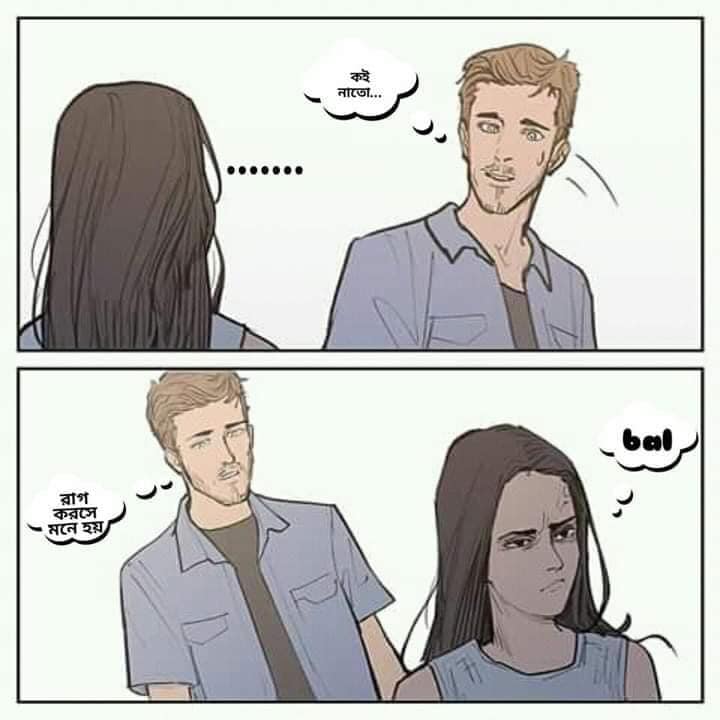 কই
নাতো...
.......
রাগ
করসে
মনে হয়
bal